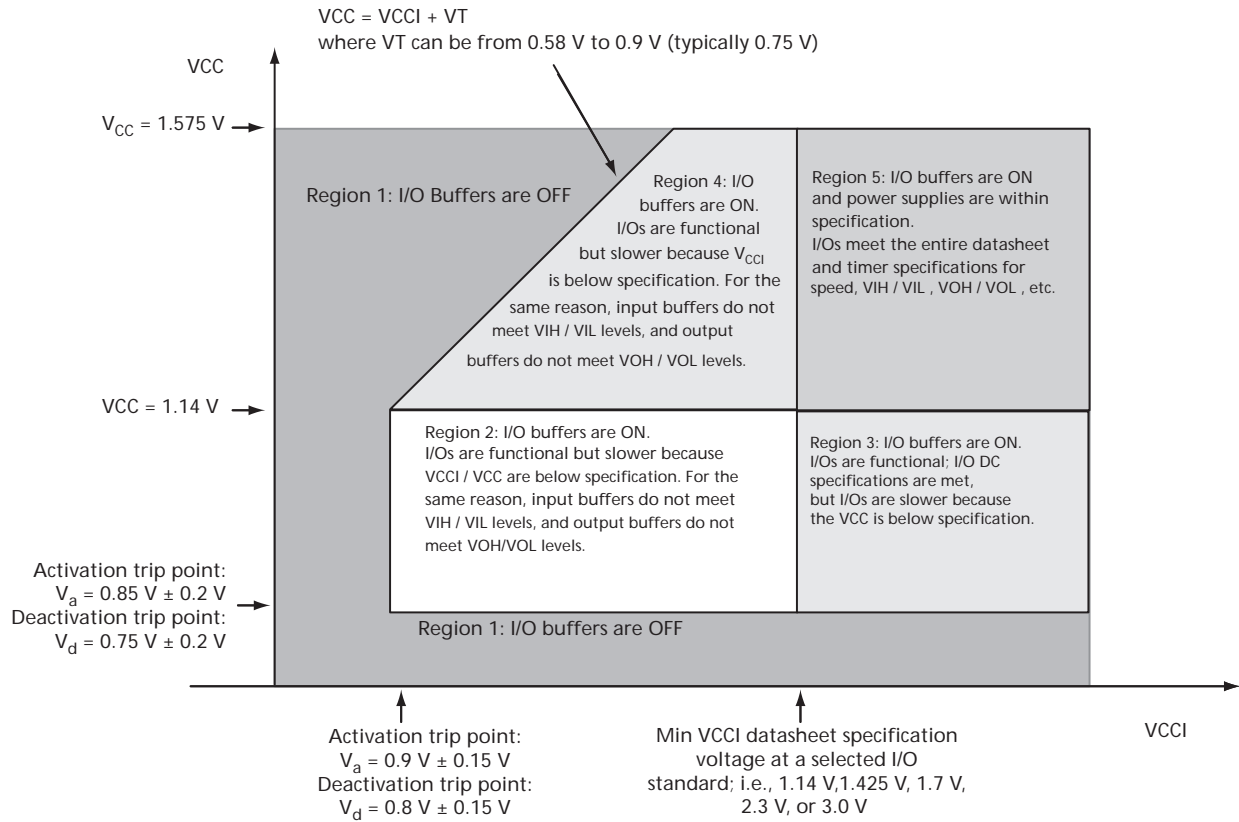 VCC = VCCI + VT
where VT can be from 0.58 V to 0.9 V (typically 0.75 V)
VCC
VCC = 1.575 V
Region 1: I/O Buffers are OFF
Region 4: I/O
buffers are ON.
I/Os are functional
but slower because VCCI
is below specification. For the
same reason, input buffers do not
meet VIH / VIL levels, and output
buffers do not meet VOH / VOL levels.
Region 5: I/O buffers are ON
and power supplies are within
specification.
I/Os meet the entire datasheet
and timer specifications for
speed, VIH / VIL , VOH / VOL , etc.
VCC = 1.14 V
Region 2: I/O buffers are ON.
I/Os are functional but slower because
VCCI / VCC are below specification. For the
same reason, input buffers do not meet
VIH / VIL levels, and output buffers do not
meet VOH/VOL levels.
Region 3: I/O buffers are ON.
I/Os are functional; I/O DC
specifications are met,
but I/Os are slower because
the VCC is below specification.
Activation trip point:
Va = 0.85 V ± 0.2 V
Deactivation trip point:
Vd = 0.75 V ± 0.2 V
Region 1: I/O buffers are OFF
Activation trip point:
Va = 0.9 V ± 0.15 V
Deactivation trip point:
Vd = 0.8 V ± 0.15 V
Min VCCI datasheet specification
voltage at a selected I/O
standard; i.e., 1.14 V,1.425 V, 1.7 V,
2.3 V, or 3.0 V
VCCI